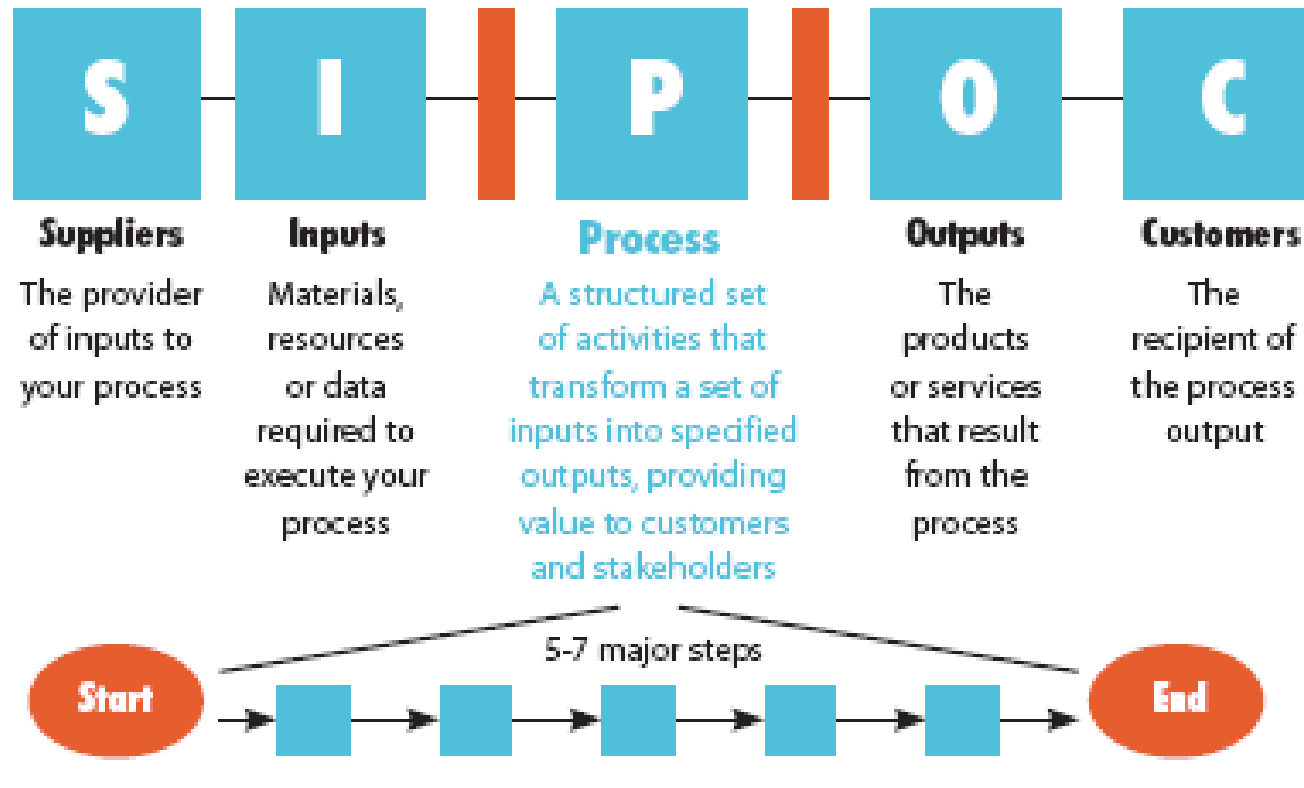 S I P O C
Suppliers
The provider
of inputs to
your process
Inputs
Materials,
resources
or data
required to
execute your
process
Process
A structured set
of activities that
transform a set of
inputs into specified
outputs, providing
value to customers
and stakeholders
Outputs
The
products
or services
that result
from the
process
Customers
The
recipient of
the process
output
5-7 major steps
Start
End